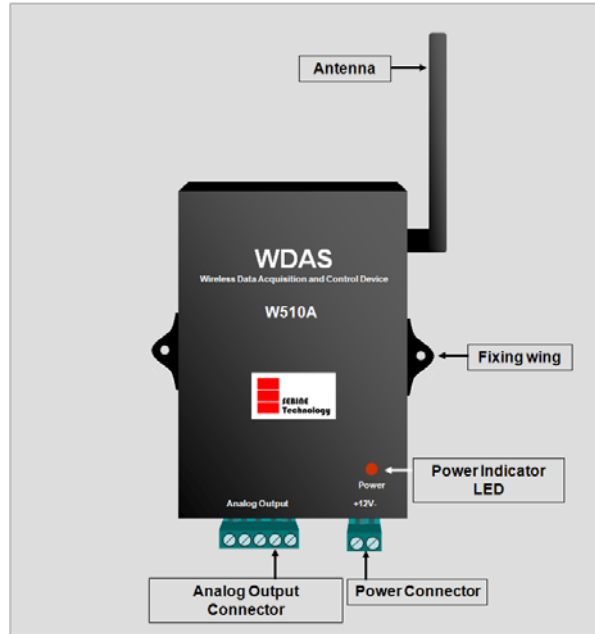 Antenna
WDAS
Wireless Data Acquisition and Control Device
W510A
Fixing wing
SEBINE
Technology
Power Indicator
LED
Power
Analog Output
+12V-
Analog Output
Connector
Power Connector